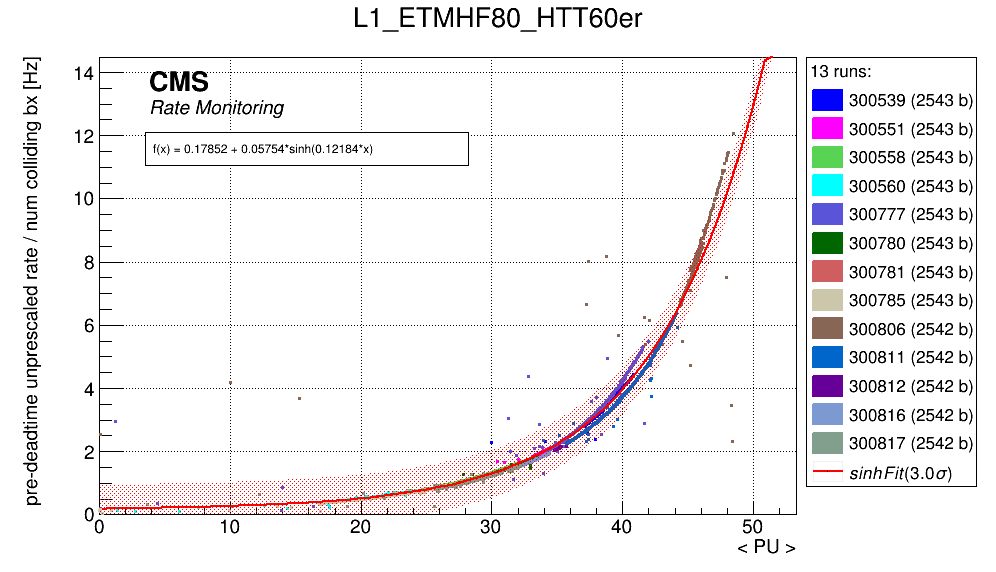 L1_ETMHF80_HTT60er
pre-deadtime unprescaled rate / num colliding bx [Hz]
14
12
10
8
6
4
2
0
CMS
Rate Monitoring
f(x) = 0.17852 + 0.05754*sinh(0.12184*x)
0 10 20 30 40 50
< PU >
13 runs:
300539 (2543 b)
300551 (2543 b)
300558 (2543 b)
300560 (2543 b)
300777 (2543 b)
300780 (2543 b)
300781 (2543 b)
300785 (2543 b)
300806 (2542 b)
300811 (2542 b)
300812 (2542 b)
300816 (2542 b)
300817 (2542 b)
sinhFit(3.0σ)